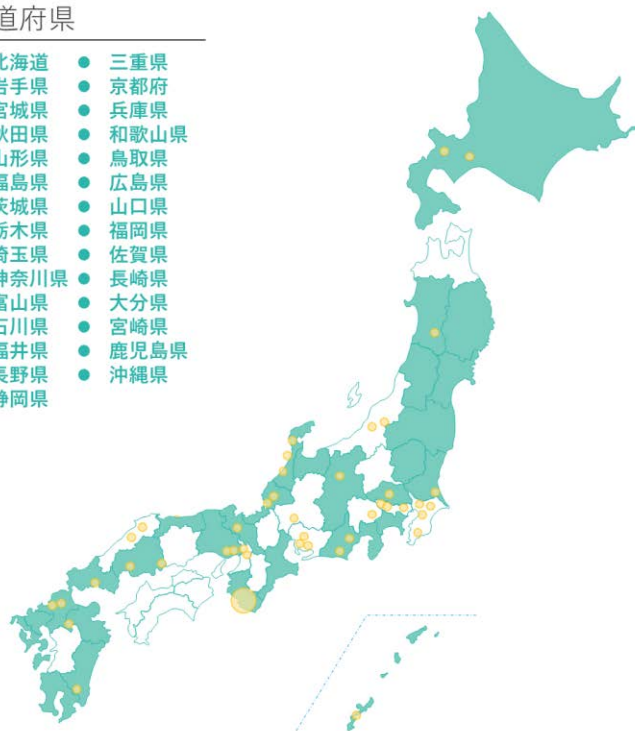 道府県
北海道
岩手県
宮城県
秋田県
山形県
福島県
茨城県
栃木県
埼玉県
神奈川県
富山県
石川県
福井県
長野県
静岡県
● 三重県
● 京都府
● 兵庫県
● 和歌山県
● 鳥取県
● 広島県
● 山口県
● 福岡県
● 佐賀県
● 長崎県
● 大分県
● 宮崎県
● 鹿児島県
● 沖縄県